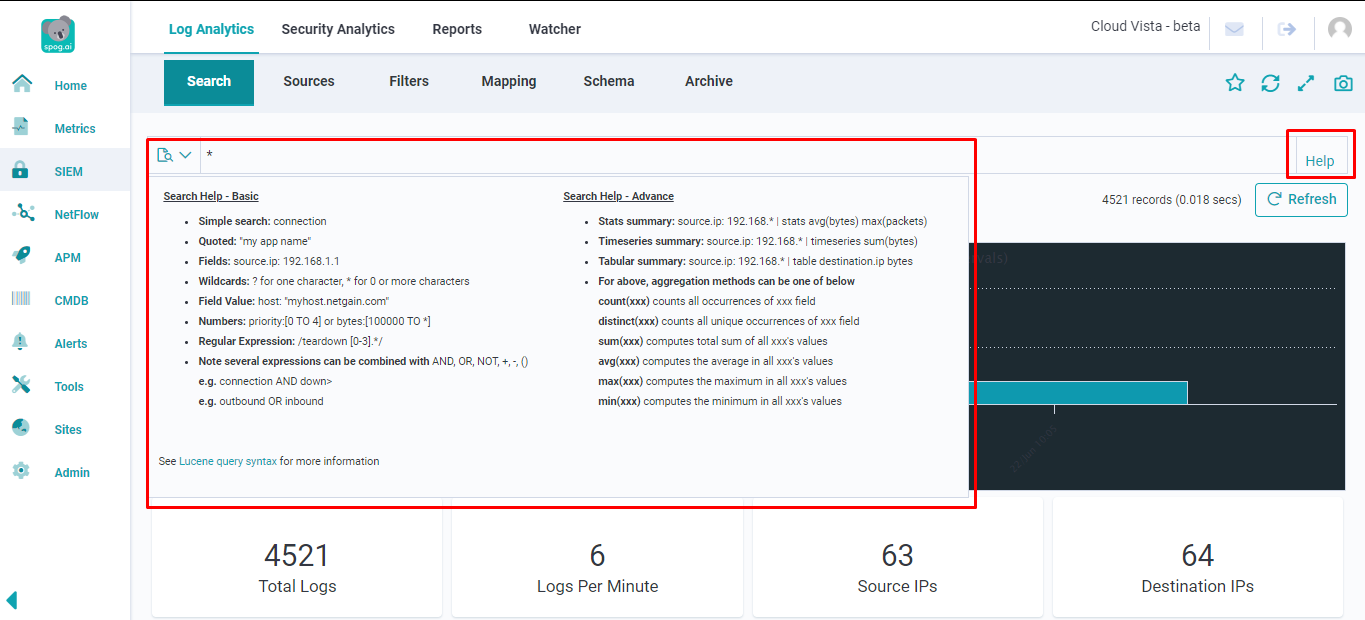 spog.ai
Home
Metrics
SIEM
NetFlow
APM
CMDB
Alerts
Tools
Sites
Admin
Log Analytics Security Analytics Reports Watcher
Cloud Vista - beta
Search Sources Filters Mapping Schema Archive
*
Help
Search Help - Basic
• Simple search: connection
• Quoted: "my app name"
• Fields: source.ip: 192.168.1.1
• Wildcards: ? for one character, * for 0 or more characters
• Field Value: host: "myhost.netgain.com"
• Numbers: priority:[0 TO 4] or bytes:[100000 TO *]
• Regular Expression: /teardown [0-3].*/
• Note several expressions can be combined with AND, OR, NOT, +, -, ()
e.g. connection AND down>
e.g. outbound OR inbound
Search Help - Advance
• Stats summary: source.ip: 192.168.* | stats avg(bytes) max(packets)
• Timeseries summary: source.ip: 192.168.* | timeseries sum(bytes)
• Tabular summary: source.ip: 192.168.* | table destination.ip bytes
• For above, aggregation methods can be one of below
count(xxx) counts all occurrences of xxx field
distinct(xxx) counts all unique occurrences of xxx field
sum(xxx) computes total sum of all xxx's values
avg(xxx) computes the average in all xxx's values
max(xxx) computes the maximum in all xxx's values
min(xxx) computes the minimum in all xxx's values
See Lucene query syntax for more information
4521 records (0.018 secs)
Refresh
vals)
4521
Total Logs
6
Logs Per Minute
63
Source IPs
64
Destination IPs